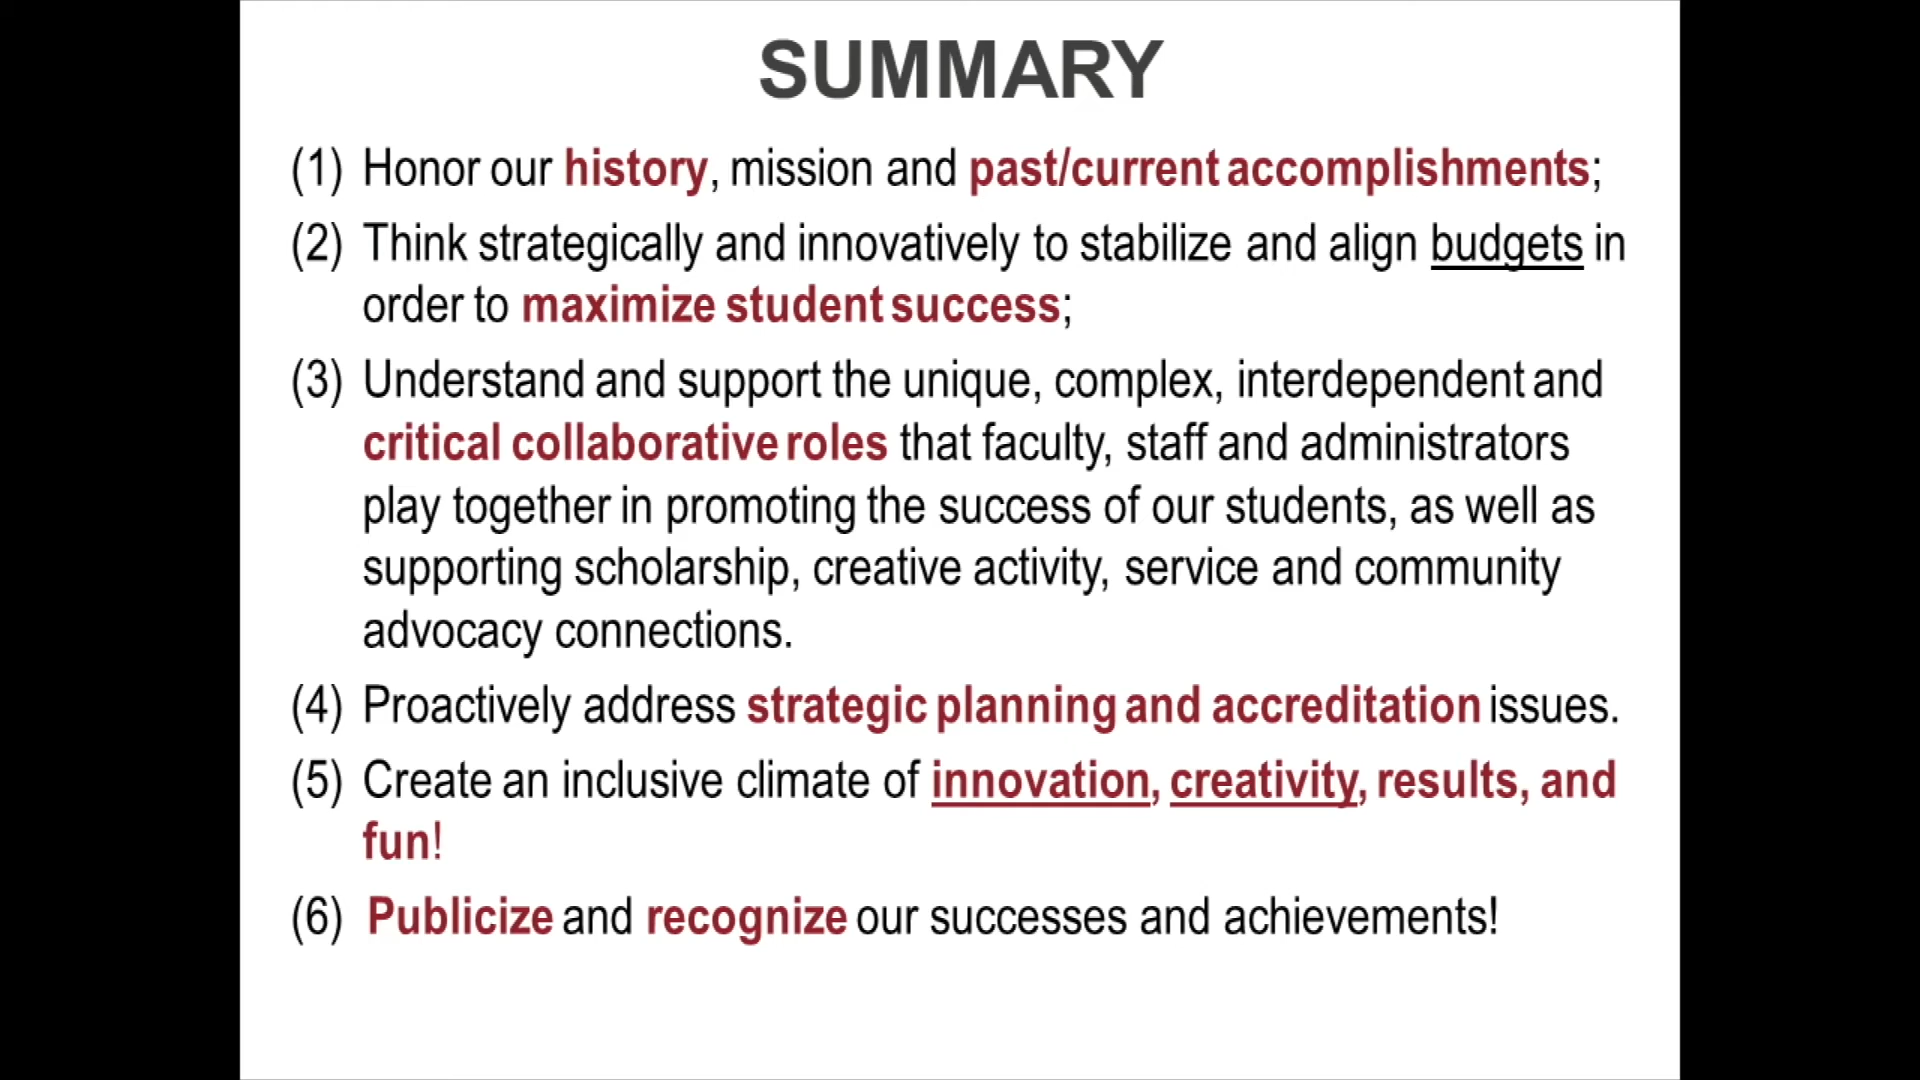 SUMMARY
(1) Honor our history, mission and past/current accomplishments;
(2) Think strategically and innovatively to stabilize and align budgets in
order to maximize student success;
(3) Understand and support the unique, complex, interdependent and
critical collaborative roles that faculty, staff and administrators
play together in promoting the success of our students, as well as
supporting scholarship, creative activity, service and community
advocacy connections.
(4) Proactively address strategic planning and accreditation issues.
(5) Create an inclusive climate of innovation, creativity, results, and
fun!
(6) Publicize and recognize our successes and achievements!